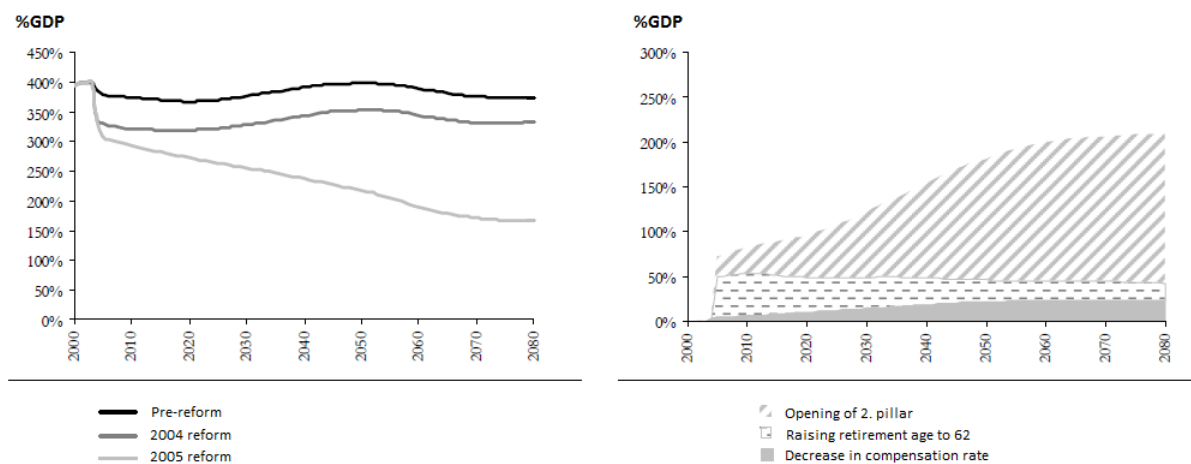 %GDP
450%
400%
350%
300%
250%
200%
150%
100%
50%
0%
2000 2010 2020 2030 2040 2050 2060 2070 2080
Pre-reform
2004 reform
2005 reform
%GDP
300%
250%
200%
150%
100%
50%
0%
2000 2010 2020 2030 2040 2050 2060 2070 2080
Opening of 2. pillar
Raising retirement age to 62
Decrease in compensation rate